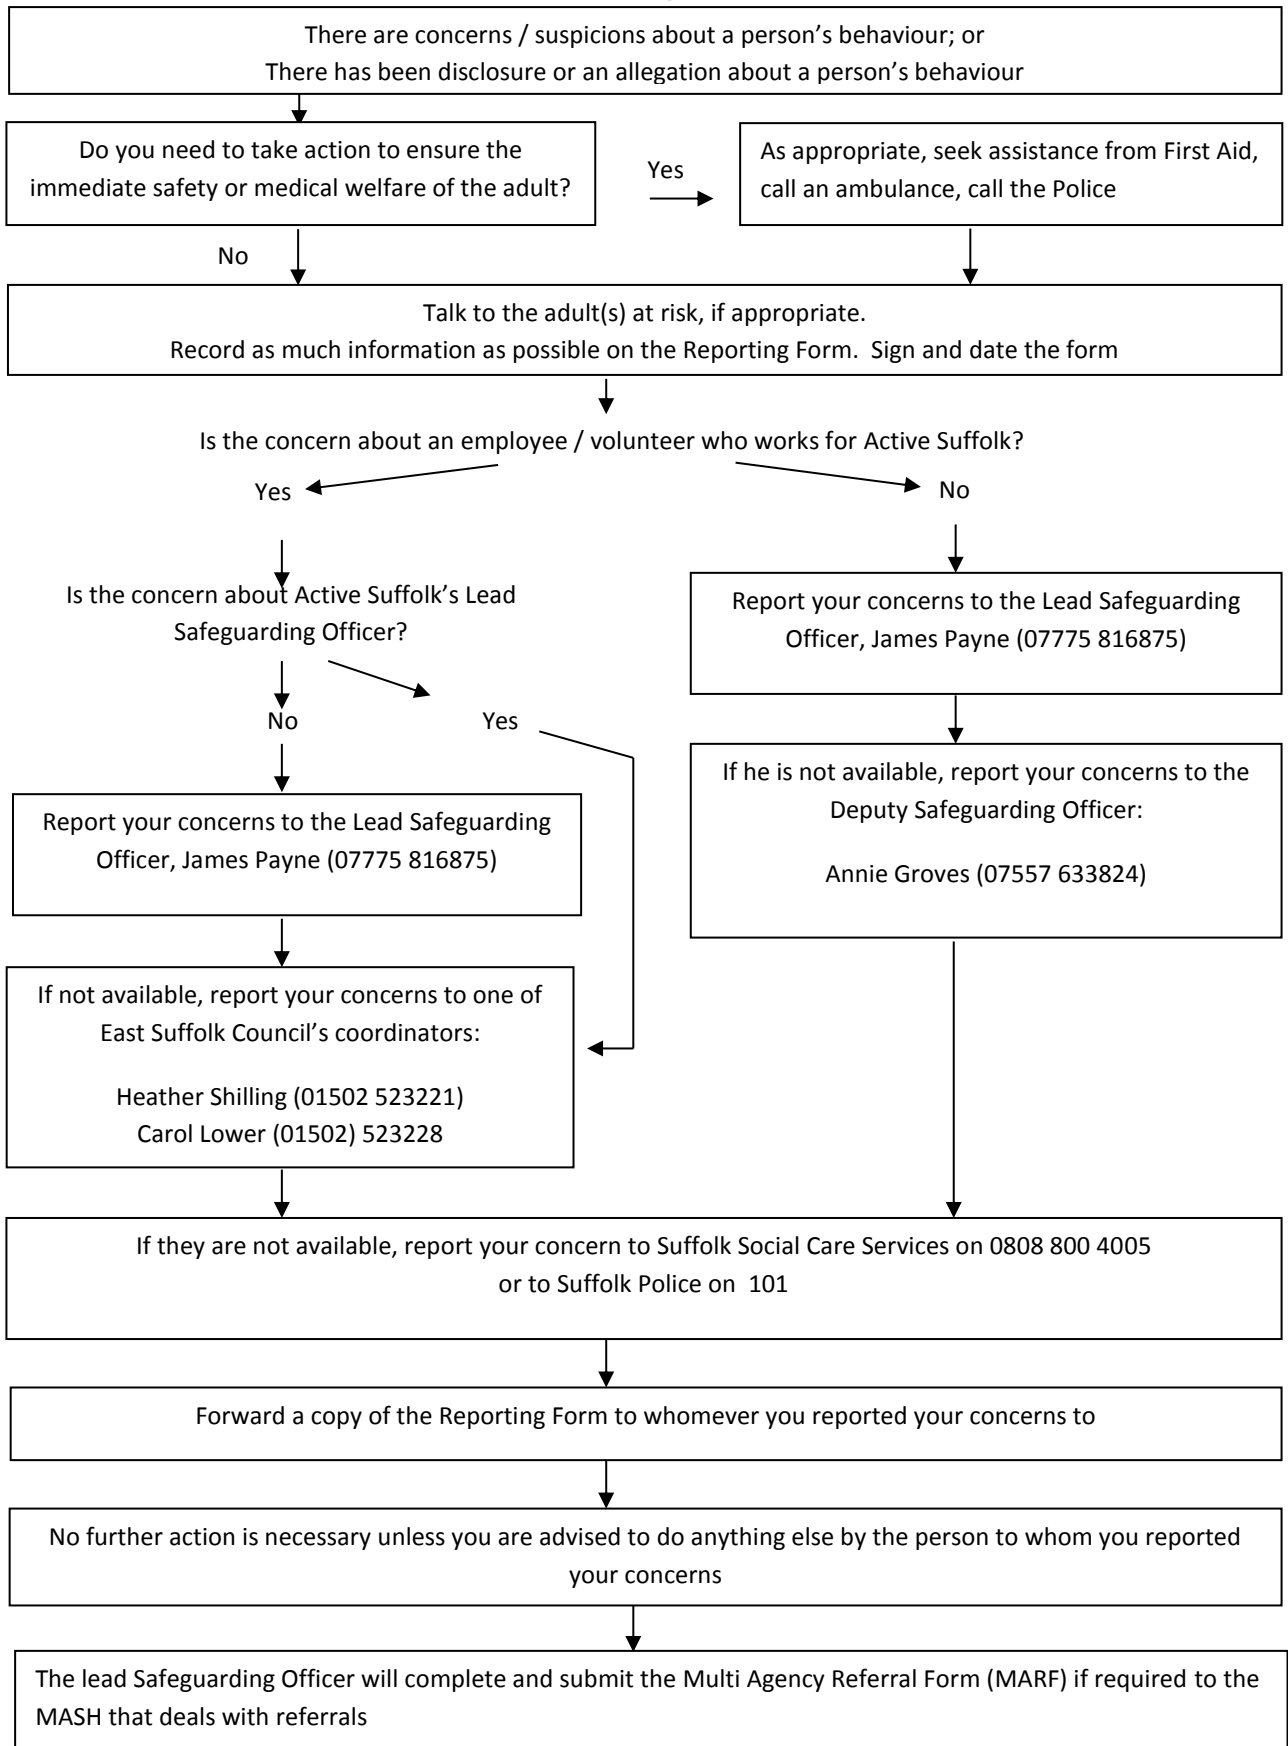 There are concerns / suspicions about a person's behaviour; or
There has been disclosure or an allegation about a person's behaviour
Do you need to take action to ensure the
immediate safety or medical welfare of the adult?
Yes
As appropriate, seek assistance from First Aid,
call an ambulance, call the Police
No
Talk to the adult(s) at risk, if appropriate.
Record as much information as possible on the Reporting Form.  Sign and date the form
Is the concern about an employee / volunteer who works for Active Suffolk?
Yes
No
Is the concern about Active Suffolk's Lead
Safeguarding Officer?
No
Yes
Report your concerns to the Lead Safeguarding
Officer, James Payne (07775 816875)
If not available, report your concerns to one of
East Suffolk Council's coordinators:
Heather Shilling (01502 523221)
Carol Lower (01502) 523228
Report your concerns to the Lead Safeguarding
Officer, James Payne (07775 816875)
If he is not available, report your concerns to the
Deputy Safeguarding Officer:
Annie Groves (07557 633824)
If they are not available, report your concern to Suffolk Social Care Services on 0808 800 4005
or to Suffolk Police on  101
Forward a copy of the Reporting Form to whomever you reported your concerns to
No further action is necessary unless you are advised to do anything else by the person to whom you reported
your concerns
The lead Safeguarding Officer will complete and submit the Multi Agency Referral Form (MARF) if required to the
MASH that deals with referrals